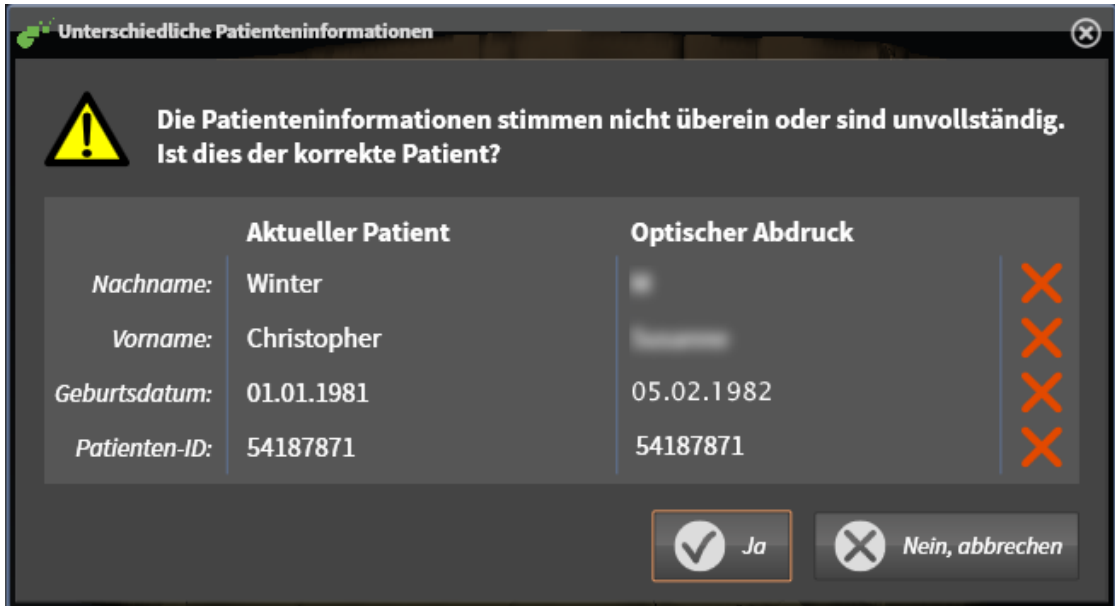 Unterschiedliche Patienteninformationen
Die Patienteninformationen stimmen nicht überein oder sind unvollständig.
Ist dies der korrekte Patient?
Aktueller Patient Optischer Abdruck
Nachname: Winter
Vorname: Christopher
Geburtsdatum: 01.01.1981 05.02.1982
Patienten-ID: 54187871 54187871
Ja Nein, abbrechen